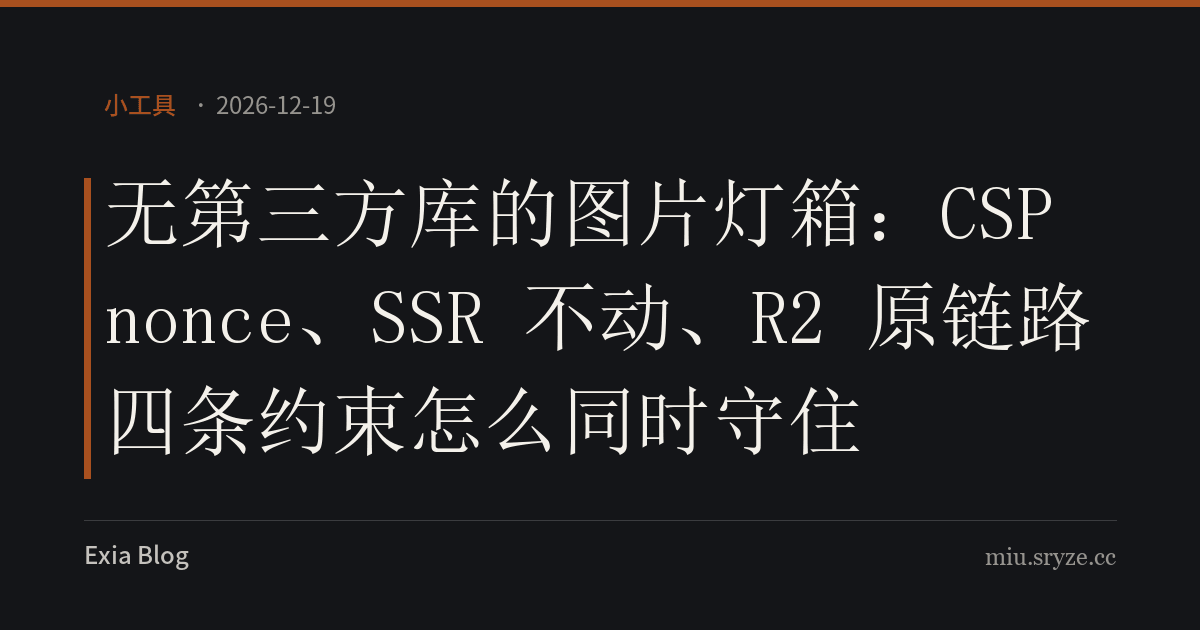 小工具 · 2026-12-19
无第三方库的图片灯箱：CSP
nonce、SSR 不动、R2 原链路
四条约束怎么同时守住
Exia Blog
miu.sryze.cc